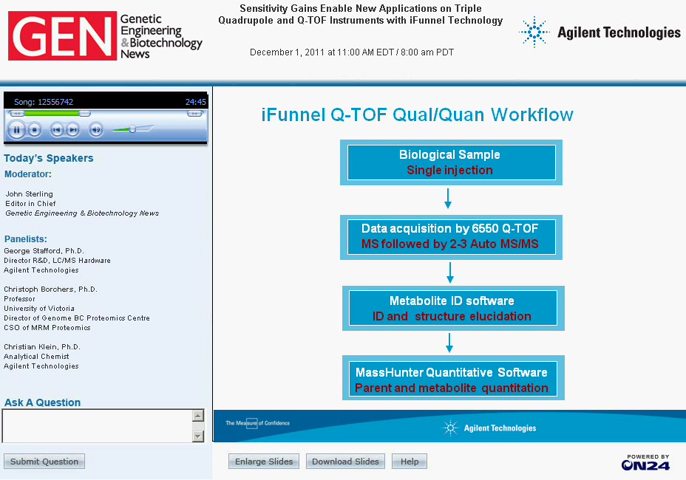 GEN
Genetic
Engineering
& Biotechnology
News
Sensitivity Gains Enable New Applications on Triple
Quadrupole and Q-TOF Instruments with iFunnel Technology
December 1, 2011 at 11:00 AM EDT / 8:00 am PDT
Agilent Technologies
Song: 12556742 24:45
Today's Speakers
Moderator:
John Sterling
Editor in Chief
Genetic Engineering & Biotechnology News
Panelists:
George Stafford, Ph.D.
Director R&D, LC/MS Hardware
Agilent Technologies
Christoph Borchers, Ph.D.
Professor
University of Victoria
Director of Genome BC Proteomics Centre
CSO of MRM Proteomics
Christian Klein, Ph.D.
Analytical Chemist
Agilent Technologies
Ask A Question
Submit Question
iFunnel Q-TOF Qual/Quan Workflow
Biological Sample
Single injection
Data acquisition by 6550 Q-TOF
MS followed by 2-3 Auto MS/MS
Metabolite ID software
ID and structure elucidation
MassHunter Quantitative Software
Parent and metabolite quantitation
The Measure of Confidence
Agilent Technologies
Enlarge Slides
Download Slides
Help
POWERED BY
ON24